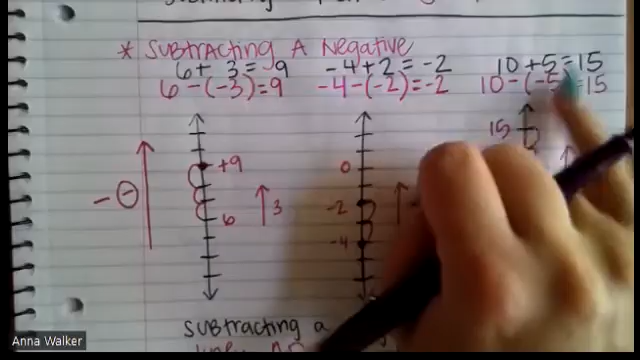 * SUBTRACTING A NEGATIVE
6 + 3 = 9 -4 + 2 = -2 10 + 5 = 15
6 - (-3) = 9 -4 - (-2) = -2 10 - (-5) = 15
15
+9 0
- ⊖ 3 -2
6 -4
Subtracting a
Anna Walker